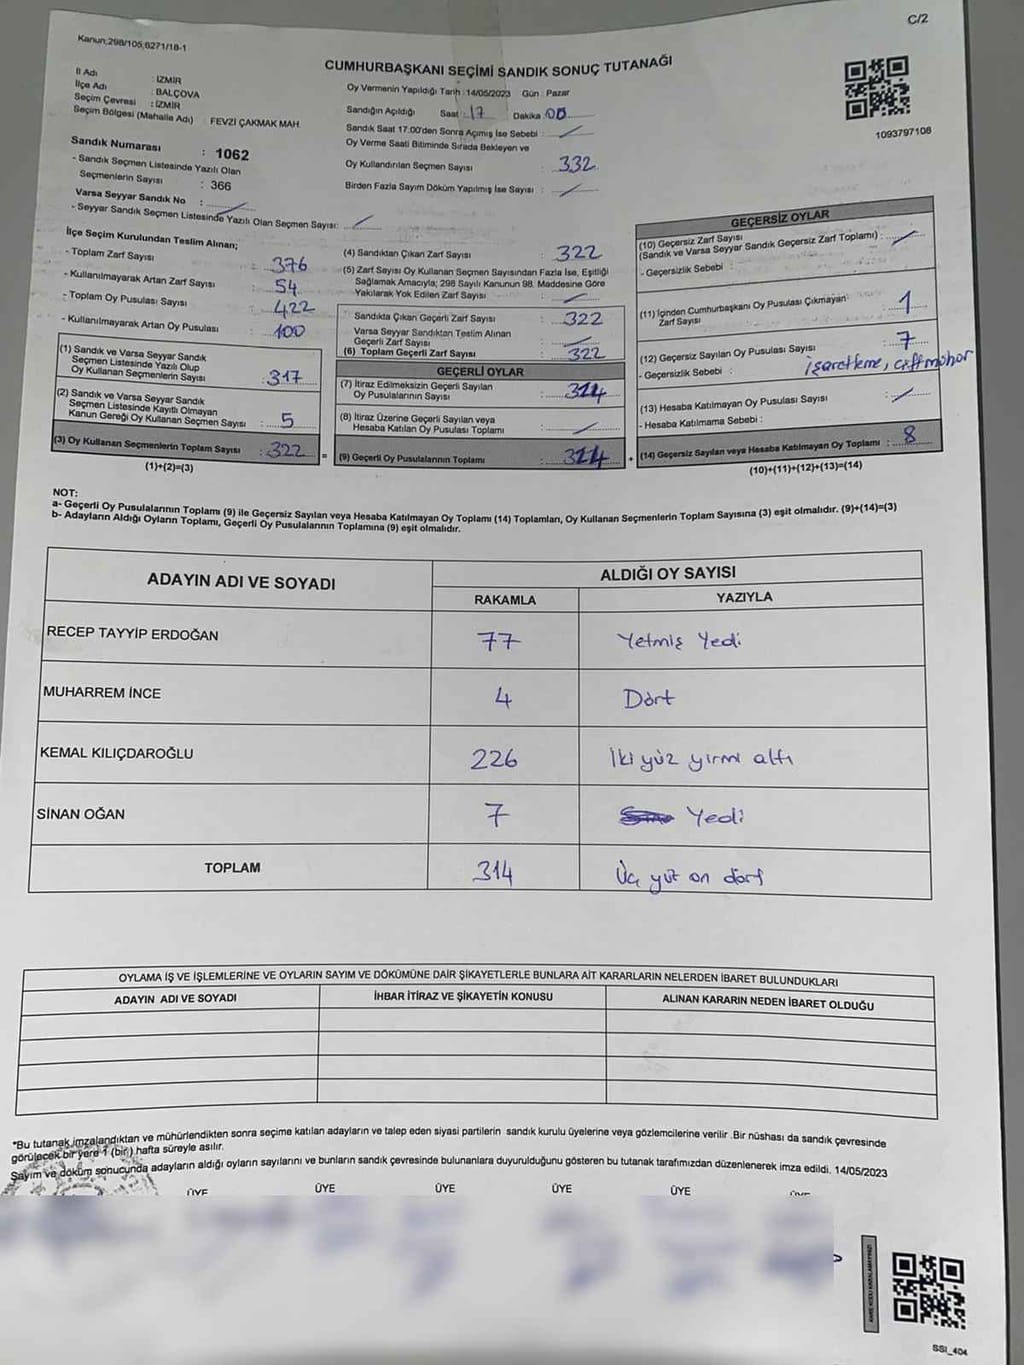 C/2
Kanun;298/105;6271/18-1
CUMHURBAŞKANI SEÇİMİ SANDIK SONUÇ TUTANAĞI
1093797108
İl Adı : İZMİR
İlçe Adı : BALÇOVA
Seçim Çevresi : İZMİR
Seçim Bölgesi (Mahalle Adı) FEVZİ ÇAKMAK MAH.
Sandık Numarası : 1062
- Sandık Seçmen Listesinde Yazılı Olan
Seçmenlerin Sayısı : 366
Varsa Seyyar Sandık No :
- Seyyar Sandık Seçmen Listesinde Yazılı Olan Seçmen Sayısı:
Oy Vermenin Yapıldığı Tarih :14/05/2023 Gün : Pazar
Sandığın Açıldığı Saat : 17 Dakika : 00
Sandık Saat 17.00'den Sonra Açımış İse Sebebi :
Oy Verme Saati Bitiminde Sırada Bekleyen ve
Oy Kullandırılan Seçmen Sayısı : 332
Birden Fazla Sayım Döküm Yapılmış İse Sayısı :
İlçe Seçim Kurulundan Teslim Alınan;
- Toplam Zarf Sayısı : 376
- Kullanılmayarak Artan Zarf Sayısı : 54
- Toplam Oy Pusulası Sayısı : 422
- Kullanılmayarak Artan Oy Pusulası : 100
(1) Sandık ve Varsa Seyyar Sandık
Seçmen Listesinde Yazılı Olup
Oy Kullanan Seçmenlerin Sayısı : 317
(2) Sandık ve Varsa Seyyar Sandık
Seçmen Listesinde Kayıtlı Olmayan
Kanun Gereği Oy Kullanan Seçmen Sayısı : 5
(3) Oy Kullanan Seçmenlerin Toplam Sayısı : 322
(1)+(2)=(3)
(4) Sandıktan Çıkan Zarf Sayısı : 322
(5) Zarf Sayısı Oy Kullanan Seçmen Sayısından Fazla İse, Eşitliği
Sağlamak Amacıyla; 298 Sayılı Kanunun 98. Maddesine Göre
Yakılarak Yok Edilen Zarf Sayısı :
Sandıkta Çıkan Geçerli Zarf Sayısı : 322
Varsa Seyyar Sandıktan Teslim Alınan
Geçerli Zarf Sayısı :
(6) Toplam Geçerli Zarf Sayısı : 322
GEÇERLİ OYLAR
(7) İtiraz Edilmeksizin Geçerli Sayılan
Oy Pusulalarının Sayısı : 314
(8) İtiraz Üzerine Geçerli Sayılan veya
Hesaba Katılan Oy Pusulası Toplamı :
= (9) Geçerli Oy Pusulalarının Toplamı : 314 +
GEÇERSİZ OYLAR
(10) Geçersiz Zarf Sayısı
(Sandık ve Varsa Seyyar Sandık Geçersiz Zarf Toplamı) :
- Geçersizlik Sebebi :
(11) İçinden Cumhurbaşkanı Oy Pusulası Çıkmayan
Zarf Sayısı : 1
(12) Geçersiz Sayılan Oy Pusulası Sayısı : 7
- Geçersizlik Sebebi : işaretleme, çift mühür
(13) Hesaba Katılmayan Oy Pusulası Sayısı :
- Hesaba Katılmama Sebebi :
(14) Geçersiz Sayılan veya Hesaba Katılmayan Oy Toplamı : 8
(10)+(11)+(12)+(13)=(14)
NOT:
a- Geçerli Oy Pusulalarının Toplamı (9) ile Geçersiz Sayılan veya Hesaba Katılmayan Oy Toplamı (14) Toplamları, Oy Kullanan Seçmenlerin Toplam Sayısına (3) eşit olmalıdır. (9)+(14)=(3)
b- Adayların Aldığı Oyların Toplamı, Geçerli Oy Pusulalarının Toplamına (9) eşit olmalıdır.
ADAYIN ADI VE SOYADI ALDIĞI OY SAYISI
RAKAMLA YAZIYLA
RECEP TAYYİP ERDOĞAN 77 Yetmiş Yedi
MUHARREM İNCE 4 Dört
KEMAL KILIÇDAROĞLU 226 İki yüz yirmi altı
SİNAN OĞAN 7 Yedi
TOPLAM 314 Üç yüz on dört
OYLAMA İŞ VE İŞLEMLERİNE VE OYLARIN SAYIM VE DÖKÜMÜNE DAİR ŞİKAYETLERLE BUNLARA AİT KARARLARIN NELERDEN İBARET BULUNDUKLARI
ADAYIN ADI VE SOYADI İHBAR İTİRAZ VE ŞİKAYETİN KONUSU ALINAN KARARIN NEDEN İBARET OLDUĞU
*Bu tutanak imzalandıktan ve mühürlendikten sonra seçime katılan adayların ve talep eden siyasi partilerin sandık kurulu üyelerine veya gözlemcilerine verilir .Bir nüshası da sandık çevresinde
görülecek bir yere 1 (bir) hafta süreyle asılır.
Sayım ve döküm sonucunda adayların aldığı oyların sayılarını ve bunların sandık çevresinde bulunanlara duyurulduğunu gösteren bu tutanak tarafımızdan düzenlenerek imza edildi. 14/05/2023
ÜYE ÜYE ÜYE ÜYE ÜYE ÜYE
KARE KODU KARALAMAYINIZ!
SSI_404